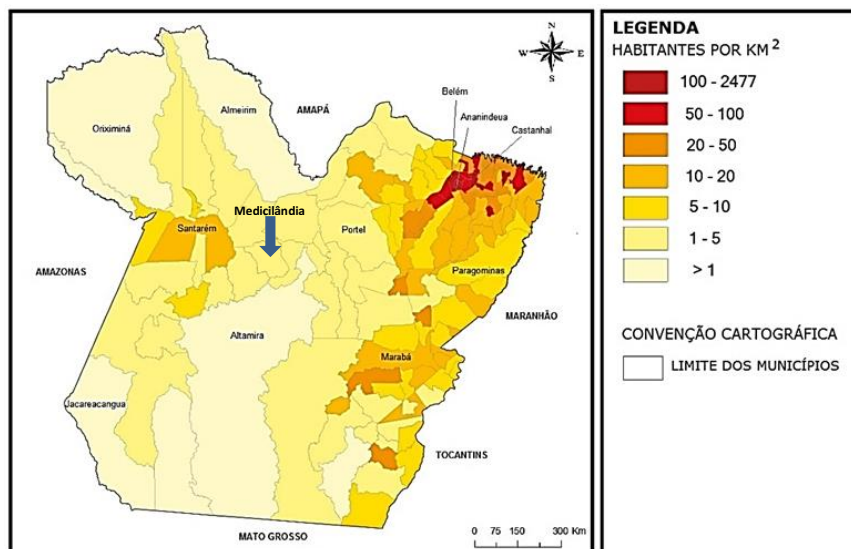 AMAPÁ
Oriximiná
Almeirim
Belém
Ananindeua
Castanhal
Medicilândia
Santarém
Portel
Paragominas
AMAZONAS
MARANHÃO
Altamira
Marabá
Jacareacangua
TOCANTINS
MATO GROSSO
N
W E
S
0 75 150 300 Km
LEGENDA
HABITANTES POR KM²
100 - 2477
50 - 100
20 - 50
10 - 20
5 - 10
1 - 5
> 1
CONVENÇÃO CARTOGRÁFICA
LIMITE DOS MUNICÍPIOS